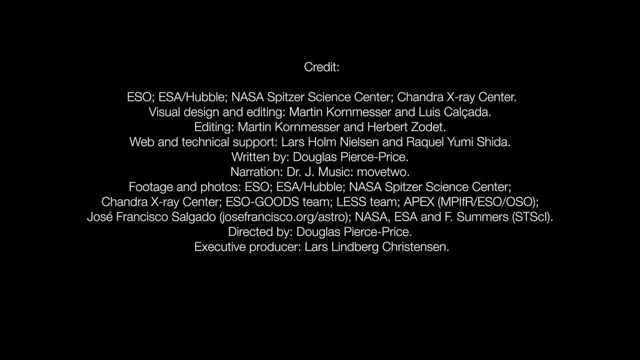 Credit:
ESO; ESA/Hubble; NASA Spitzer Science Center; Chandra X-ray Center.
Visual design and editing: Martin Kornmesser and Luis Calçada.
Editing: Martin Kornmesser and Herbert Zodet.
Web and technical support: Lars Holm Nielsen and Raquel Yumi Shida.
Written by: Douglas Pierce-Price.
Narration: Dr. J. Music: movetwo.
Footage and photos: ESO; ESA/Hubble; NASA Spitzer Science Center;
Chandra X-ray Center; ESO-GOODS team; LESS team; APEX (MPIfR/ESO/OSO);
José Francisco Salgado (josefrancisco.org/astro); NASA, ESA and F. Summers (STScI).
Directed by: Douglas Pierce-Price.
Executive producer: Lars Lindberg Christensen.